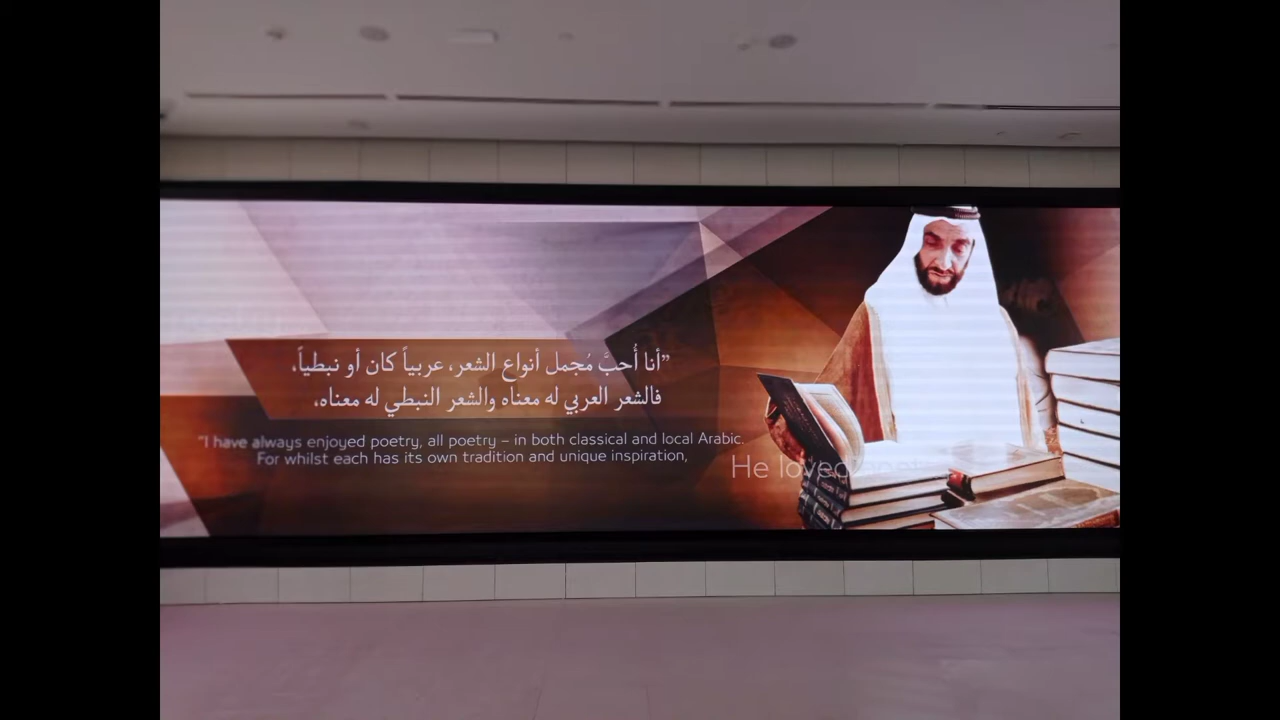 ”أنا أُحبَّ مُجمل أنواع الشعر، عربياً كان أو نبطياً،
فالشعر العربي له معناه والشعر النبطي له معناه،
"I have always enjoyed poetry, all poetry – in both classical and local Arabic.
For whilst each has its own tradition and unique inspiration,
He loved